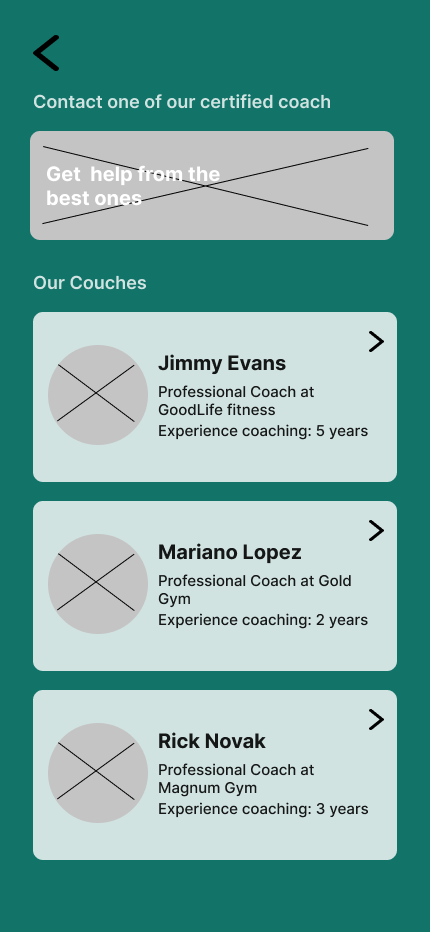 Contact one of our certified coach
Get help from the
best ones
Our Couches
Jimmy Evans
Professional Coach at
GoodLife fitness
Experience coaching: 5 years
Mariano Lopez
Professional Coach at Gold
Gym
Experience coaching: 2 years
Rick Novak
Professional Coach at
Magnum Gym
Experience coaching: 3 years